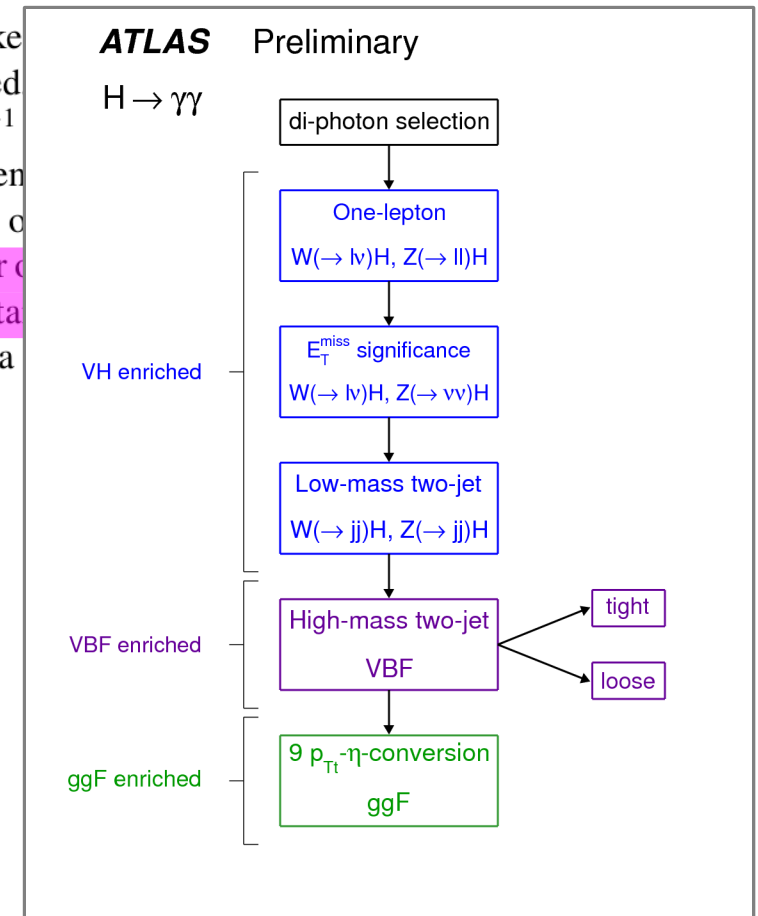 ATLAS Preliminary
H → γγ
di-photon selection
One-lepton
W(→ lν)H, Z(→ ll)H
E_T^miss significance
W(→ lν)H, Z(→ νν)H
VH enriched
Low-mass two-jet
W(→ jj)H, Z(→ jj)H
High-mass two-jet
VBF
VBF enriched
tight
loose
9 p_Tt-η-conversion
ggF
ggF enriched